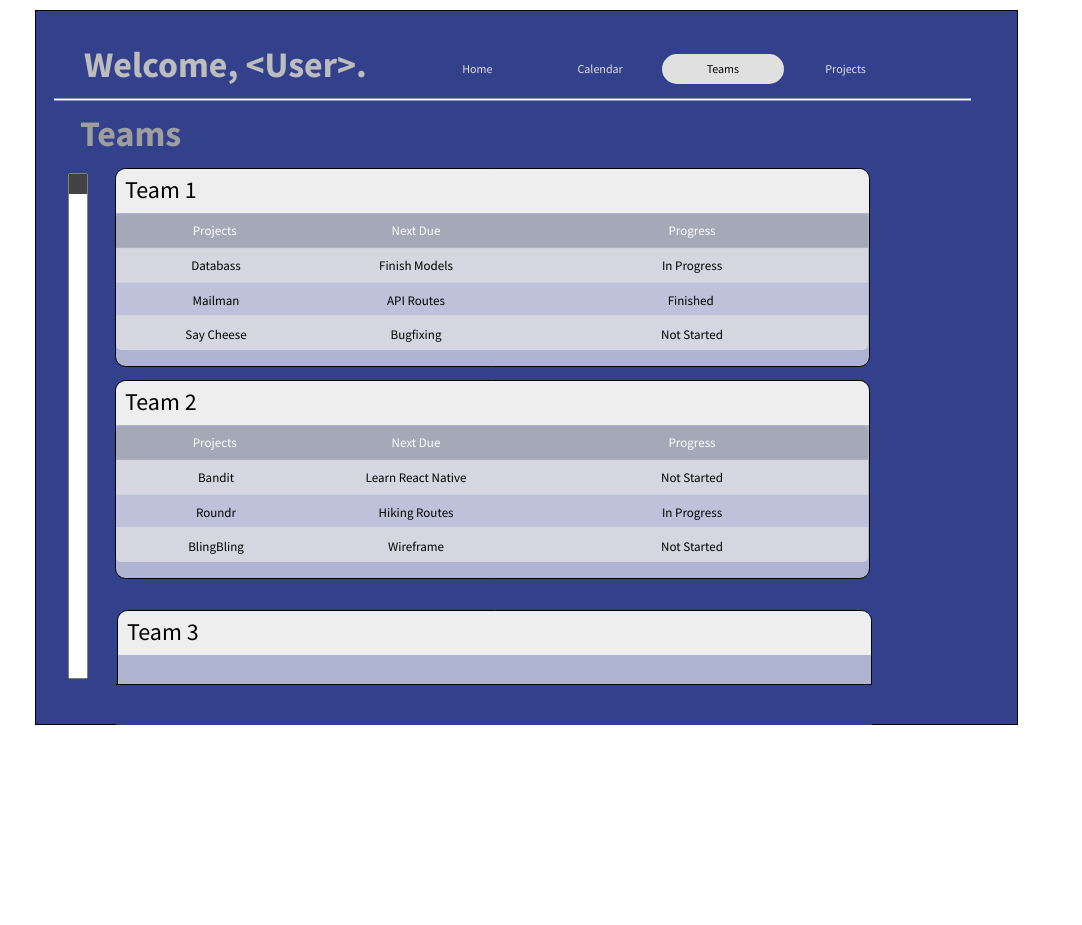 Welcome, <User>.
Home Calendar Teams Projects
Teams
Team 1
Projects Next Due Progress
Databass Finish Models In Progress
Mailman API Routes Finished
Say Cheese Bugfixing Not Started
Team 2
Projects Next Due Progress
Bandit Learn React Native Not Started
Roundr Hiking Routes In Progress
BlingBling Wireframe Not Started
Team 3